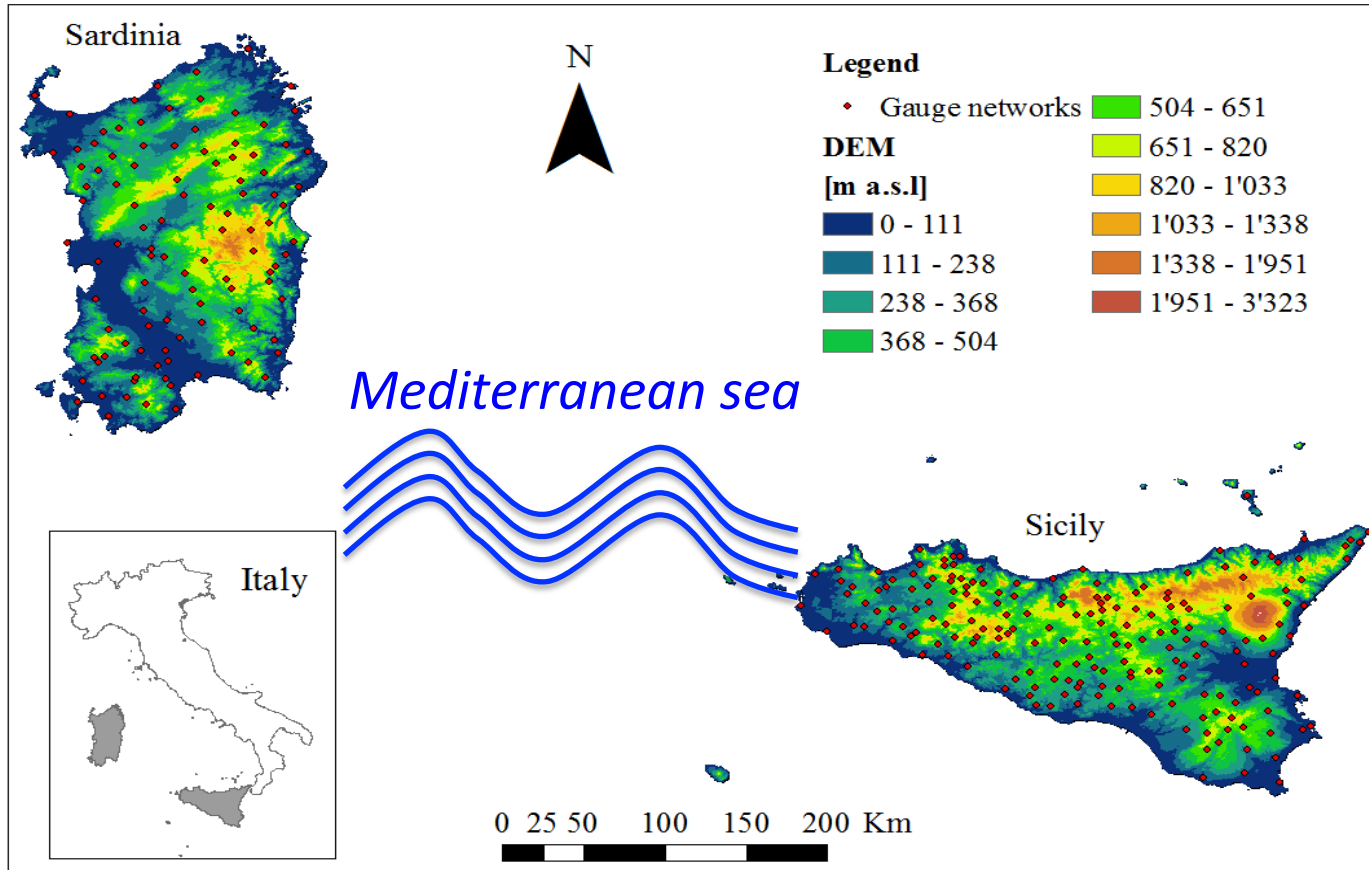 Sardinia
N
Legend
Gauge networks
DEM
[m a.s.l]
0 - 111
111 - 238
238 - 368
368 - 504
504 - 651
651 - 820
820 - 1'033
1'033 - 1'338
1'338 - 1'951
1'951 - 3'323
Mediterranean sea
Sicily
Italy
0 25 50 100 150 200 Km